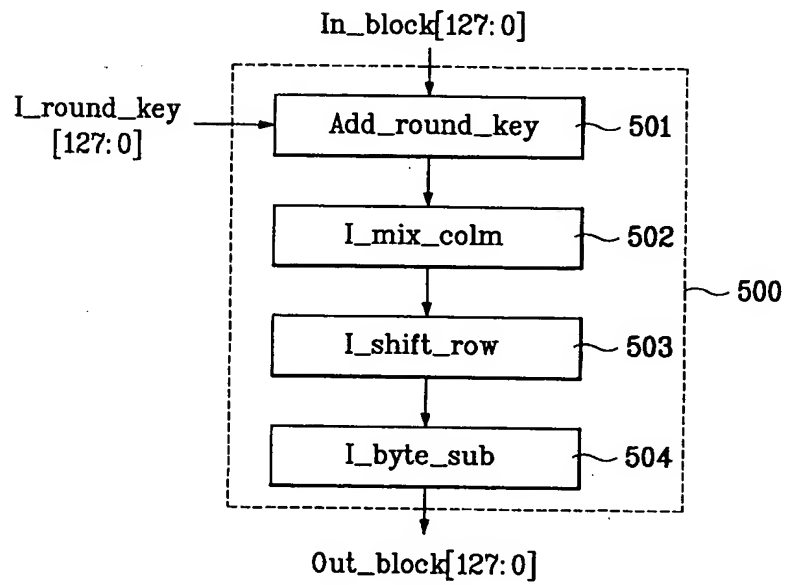 In_block[127:0]
I_round_key
[127:0]
Add_round_key
501
I_mix_colm
502
500
I_shift_row
503
I_byte_sub
504
Out_block[127:0]